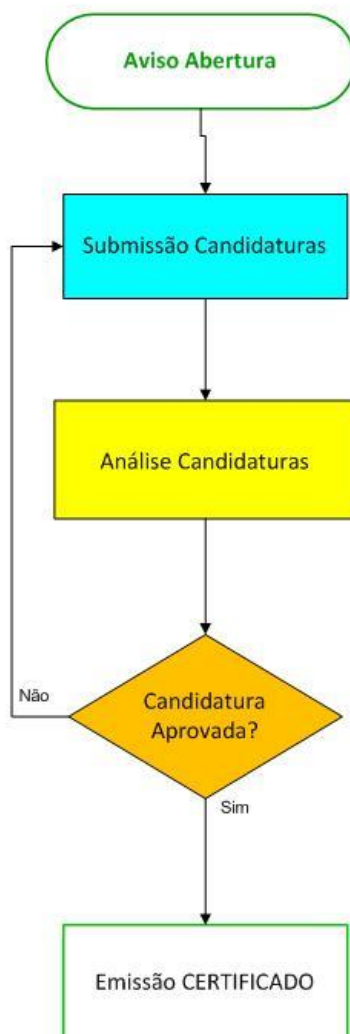 Aviso Abertura
Submissão Candidaturas
Análise Candidaturas
Candidatura
Aprovada?
Não
Sim
Emissão CERTIFICADO